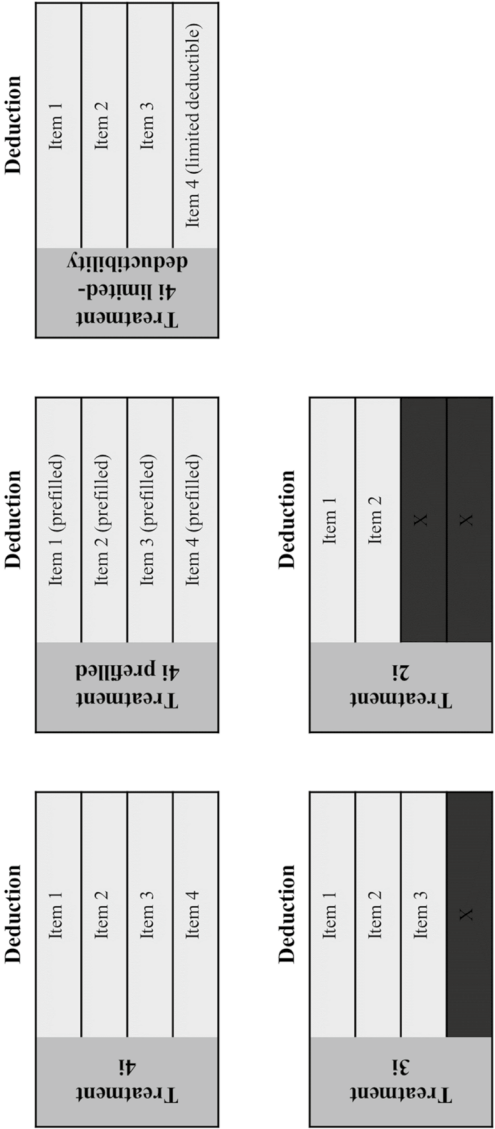 Deduction
Treatment
4i
Item 1
Item 2
Item 3
Item 4
Deduction
Treatment
4i prefilled
Item 1 (prefilled)
Item 2 (prefilled)
Item 3 (prefilled)
Item 4 (prefilled)
Deduction
Treatment
4i limited-
deductibility
Item 1
Item 2
Item 3
Item 4 (limited deductible)
Deduction
Treatment
3i
Item 1
Item 2
Item 3
X
Deduction
Treatment
2i
Item 1
Item 2
X
X